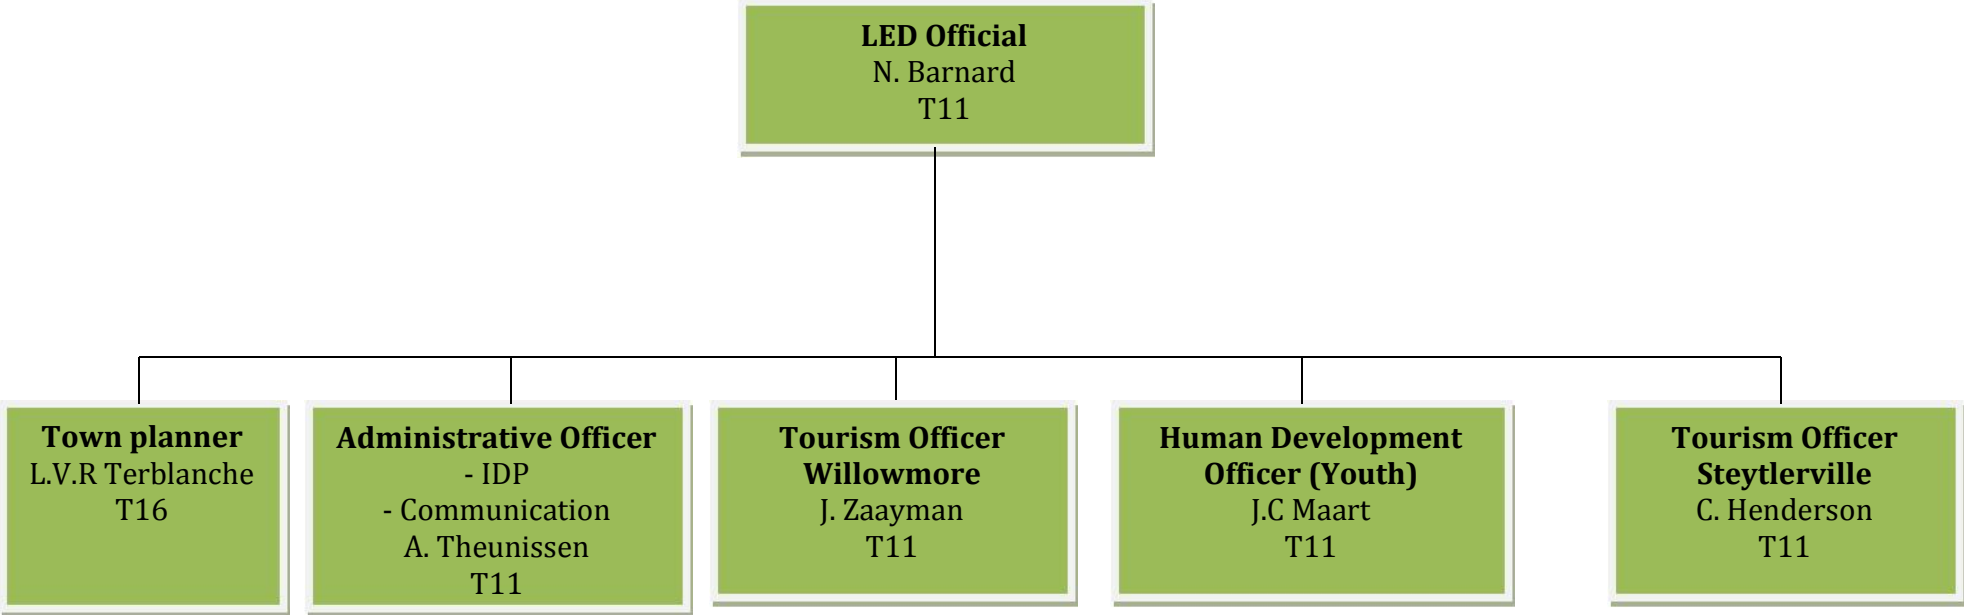 LED Official
N. Barnard
T11
Town planner
L.V.R Terblanche
T16
Administrative Officer
- IDP
- Communication
A. Theunissen
T11
Tourism Officer
Willowmore
J. Zaayman
T11
Human Development
Officer (Youth)
J.C Maart
T11
Tourism Officer
Steytlerville
C. Henderson
T11